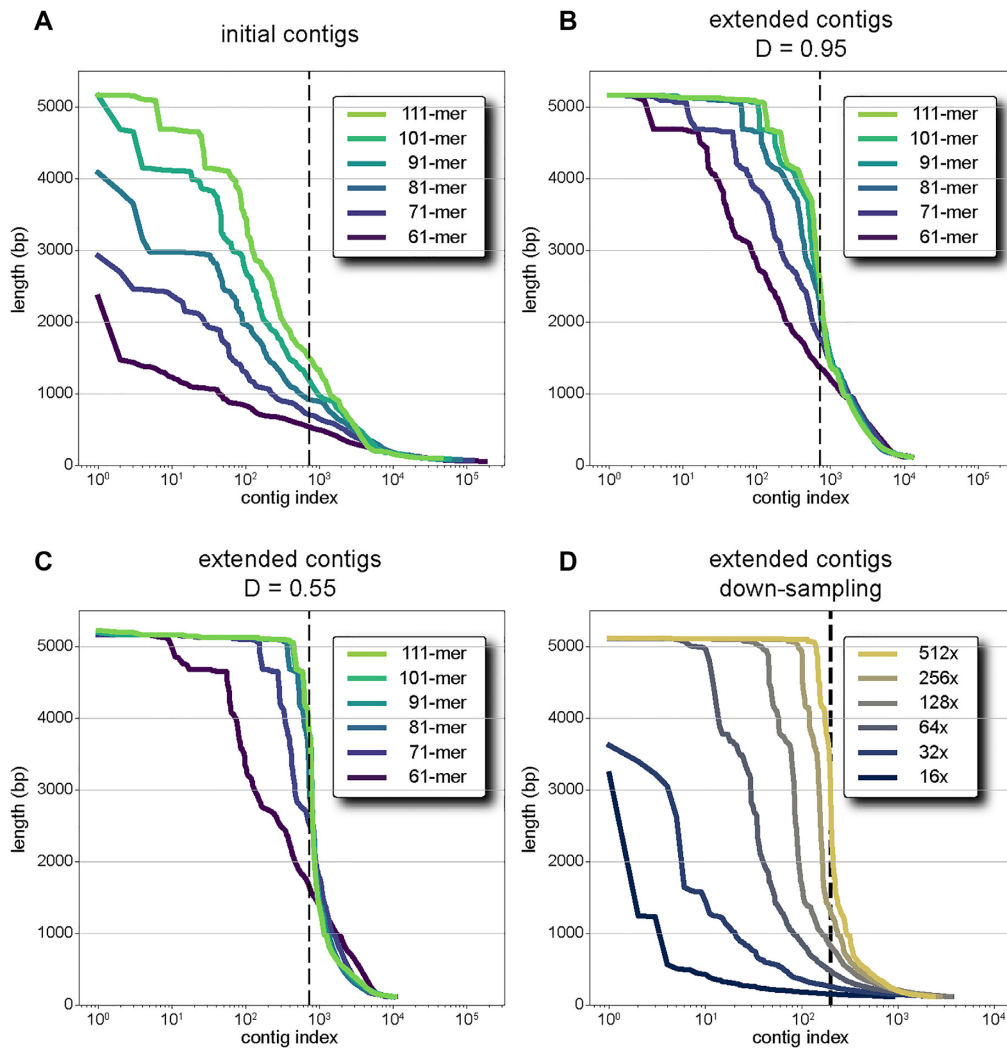 A
initial contigs
length (bp)
5000
4000
3000
2000
1000
0
111-mer
101-mer
91-mer
81-mer
71-mer
61-mer
10^0
10^1
10^2
10^3
10^4
10^5
contig index
B
extended contigs
D = 0.95
length (bp)
5000
4000
3000
2000
1000
0
111-mer
101-mer
91-mer
81-mer
71-mer
61-mer
10^0
10^1
10^2
10^3
10^4
10^5
contig index
C
extended contigs
D = 0.55
length (bp)
5000
4000
3000
2000
1000
0
111-mer
101-mer
91-mer
81-mer
71-mer
61-mer
10^0
10^1
10^2
10^3
10^4
10^5
contig index
D
extended contigs
down-sampling
length (bp)
5000
4000
3000
2000
1000
0
512x
256x
128x
64x
32x
16x
10^0
10^1
10^2
10^3
10^4
contig index